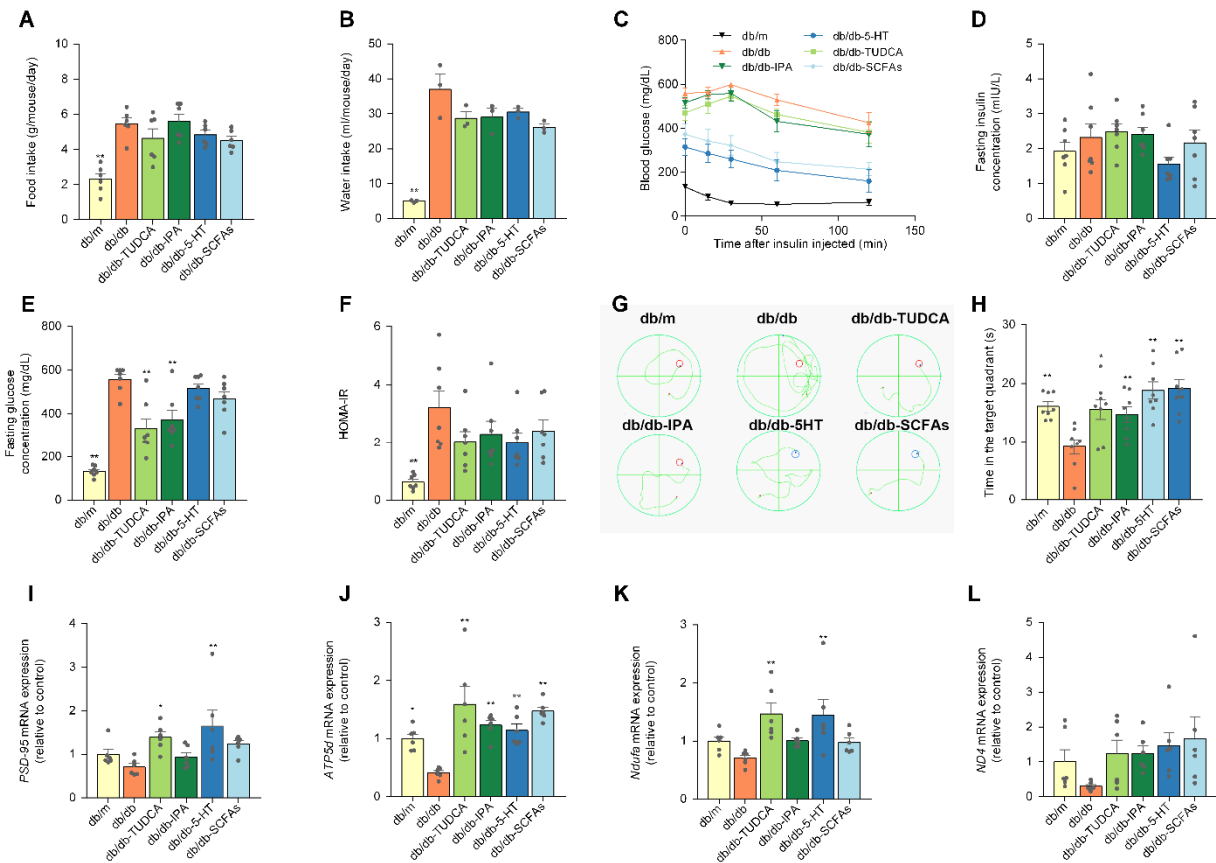 A
Food intake (g/mouse/day)
10
8
6
4
2
0
**
db/m
db/db
db/db-TUDCA
db/db-IPA
db/db-5-HT
db/db-SCFAs
B
Water intake (ml/mouse/day)
50
40
30
20
10
0
**
db/m
db/db
db/db-TUDCA
db/db-IPA
db/db-5-HT
db/db-SCFAs
C
db/m
db/db
db/db-IPA
db/db-5-HT
db/db-TUDCA
db/db-SCFAs
Blood glucose (mg/dL)
800
600
400
200
0
0
50
100
150
Time after insulin injected (min)
D
Fasting insulin
concentration (mIU/L)
5
4
3
2
1
0
db/m
db/db
db/db-TUDCA
db/db-IPA
db/db-5-HT
db/db-SCFAs
E
Fasting glucose
concentration (mg/dL)
800
600
400
200
0
**
**
**
db/m
db/db
db/db-TUDCA
db/db-IPA
db/db-5-HT
db/db-SCFAs
F
HOMA-IR
6
4
2
0
**
db/m
db/db
db/db-TUDCA
db/db-IPA
db/db-5-HT
db/db-SCFAs
G
db/m
db/db
db/db-TUDCA
db/db-IPA
db/db-5HT
db/db-SCFAs
H
Time in the target quadrant (s)
30
20
10
0
**
*
**
**
**
db/m
db/db
db/db-TUDCA
db/db-IPA
db/db-5HT
db/db-SCFAs
I
PSD-95 mRNA expression
(relative to control)
4
3
2
1
0
*
**
db/m
db/db
db/db-TUDCA
db/db-IPA
db/db-5-HT
db/db-SCFAs
J
ATP5d mRNA expression
(relative to control)
3
2
1
0
*
**
**
**
**
db/m
db/db
db/db-TUDCA
db/db-IPA
db/db-5-HT
db/db-SCFAs
K
Ndufa mRNA expression
(relative to control)
3
2
1
0
**
**
db/m
db/db
db/db-TUDCA
db/db-IPA
db/db-5-HT
db/db-SCFAs
L
ND4 mRNA expression
(relative to control)
5
4
3
2
1
0
db/m
db/db
db/db-TUDCA
db/db-IPA
db/db-5-HT
db/db-SCFAs